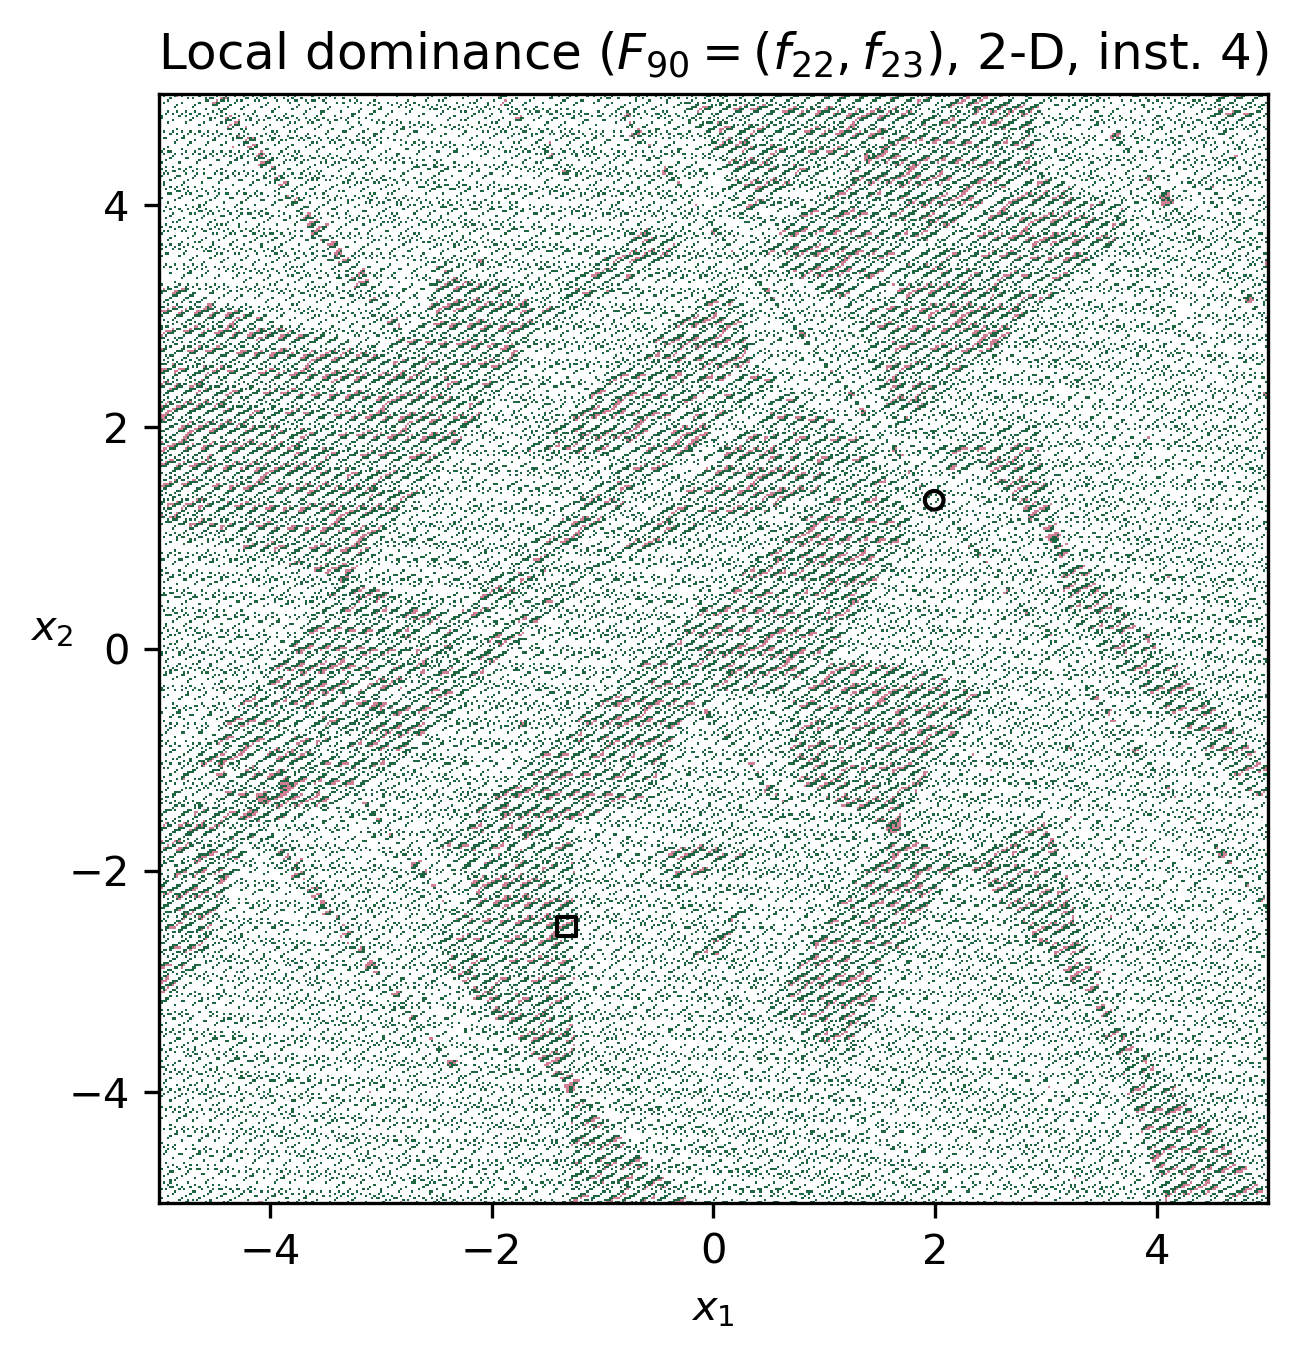 Local dominance (F₉₀ = (f₂₂, f₂₃), 2-D, inst. 4)
4
2
x₂
0
−2
−4
−4 −2 0 2 4
x₁